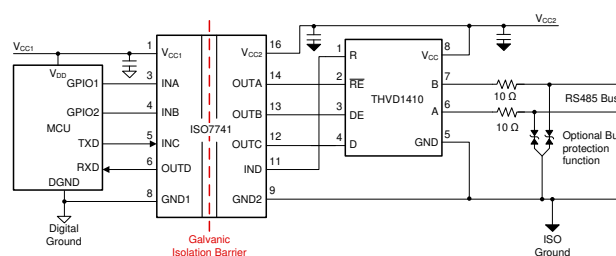 VCC2
VCC1
VDD
MCU
GPIO1
GPIO2
TXD
RXD
DGND
Digital
Ground
1
3
4
5
6
8
VCC1
INA
INB
INC
OUTD
GND1
ISO7741
Galvanic
Isolation Barrier
VCC2
OUTA
OUTB
OUTC
IND
GND2
16
14
13
12
11
9
1
2
3
4
R
RE
DE
D
THVD1410
VCC
B
A
GND
8
7
6
5
10 Ω
10 Ω
RS485 Bus
Optional Bu
protection
function
ISO
Ground